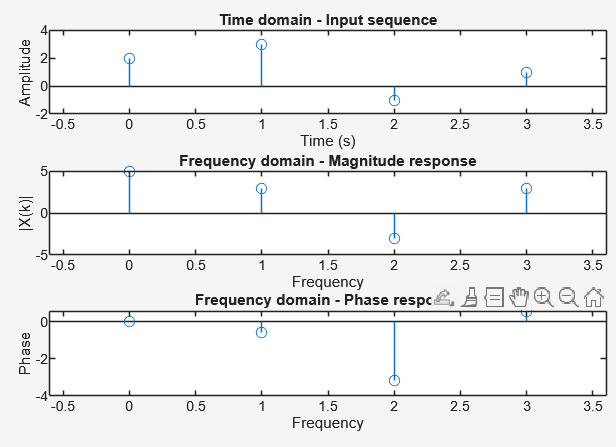 Time domain - Input sequence
4
2
0
-2
Amplitude
-0.5 0 0.5 1 1.5 2 2.5 3 3.5
Time (s)
Frequency domain - Magnitude response
5
0
-5
|X(k)|
-0.5 0 0.5 1 1.5 2 2.5 3 3.5
Frequency
Frequency domain - Phase
0
-2
-4
Phase
-0.5 0 0.5 1 1.5 2 2.5 3 3.5
Frequency